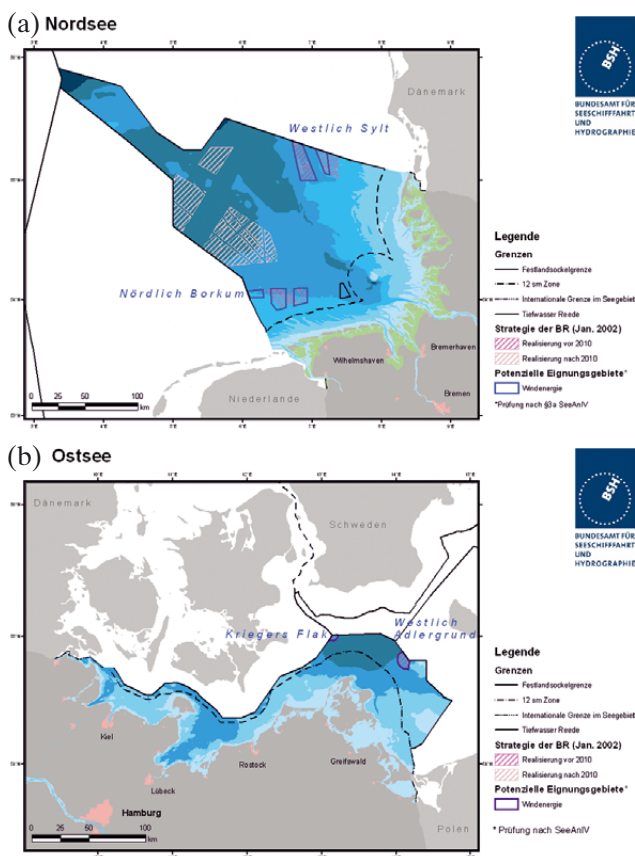 (a) Nordsee
Dänemark
Westlich Sylt
Nördlich Borkum
Wilhelmshaven
Bremerhaven
Bremen
Niederlande
0 25 50 100
km
BSH
BUNDESAMT FÜR
SEESCHIFFFAHRT
UND
HYDROGRAPHIE
Legende
Grenzen
Festlandsockelgrenze
12 sm Zone
Internationale Grenze im Seegebiet
Tiefwasser Reede
Strategie der BR (Jan. 2002)
Realisierung vor 2010
Realisierung nach 2010
Potenzielle Eignungsgebiete*
Windenergie
*Prüfung nach §3a SeeAnlV
(b) Ostsee
Dänemark
Schweden
Kriegers Flak
Westlich
Adlergrund
Kiel
Lübeck
Rostock
Greifswald
Hamburg
Polen
0 25 50 100
km
BSH
BUNDESAMT FÜR
SEESCHIFFFAHRT
UND
HYDROGRAPHIE
Legende
Grenzen
Festlandsockelgrenze
12 sm Zone
Internationale Grenze im Seegebiet
Tiefwasser Reede
Strategie der BR (Jan. 2002)
Realisierung vor 2010
Realisierung nach 2010
Potenzielle Eignungsgebiete*
Windenergie
* Prüfung nach SeeAnlV